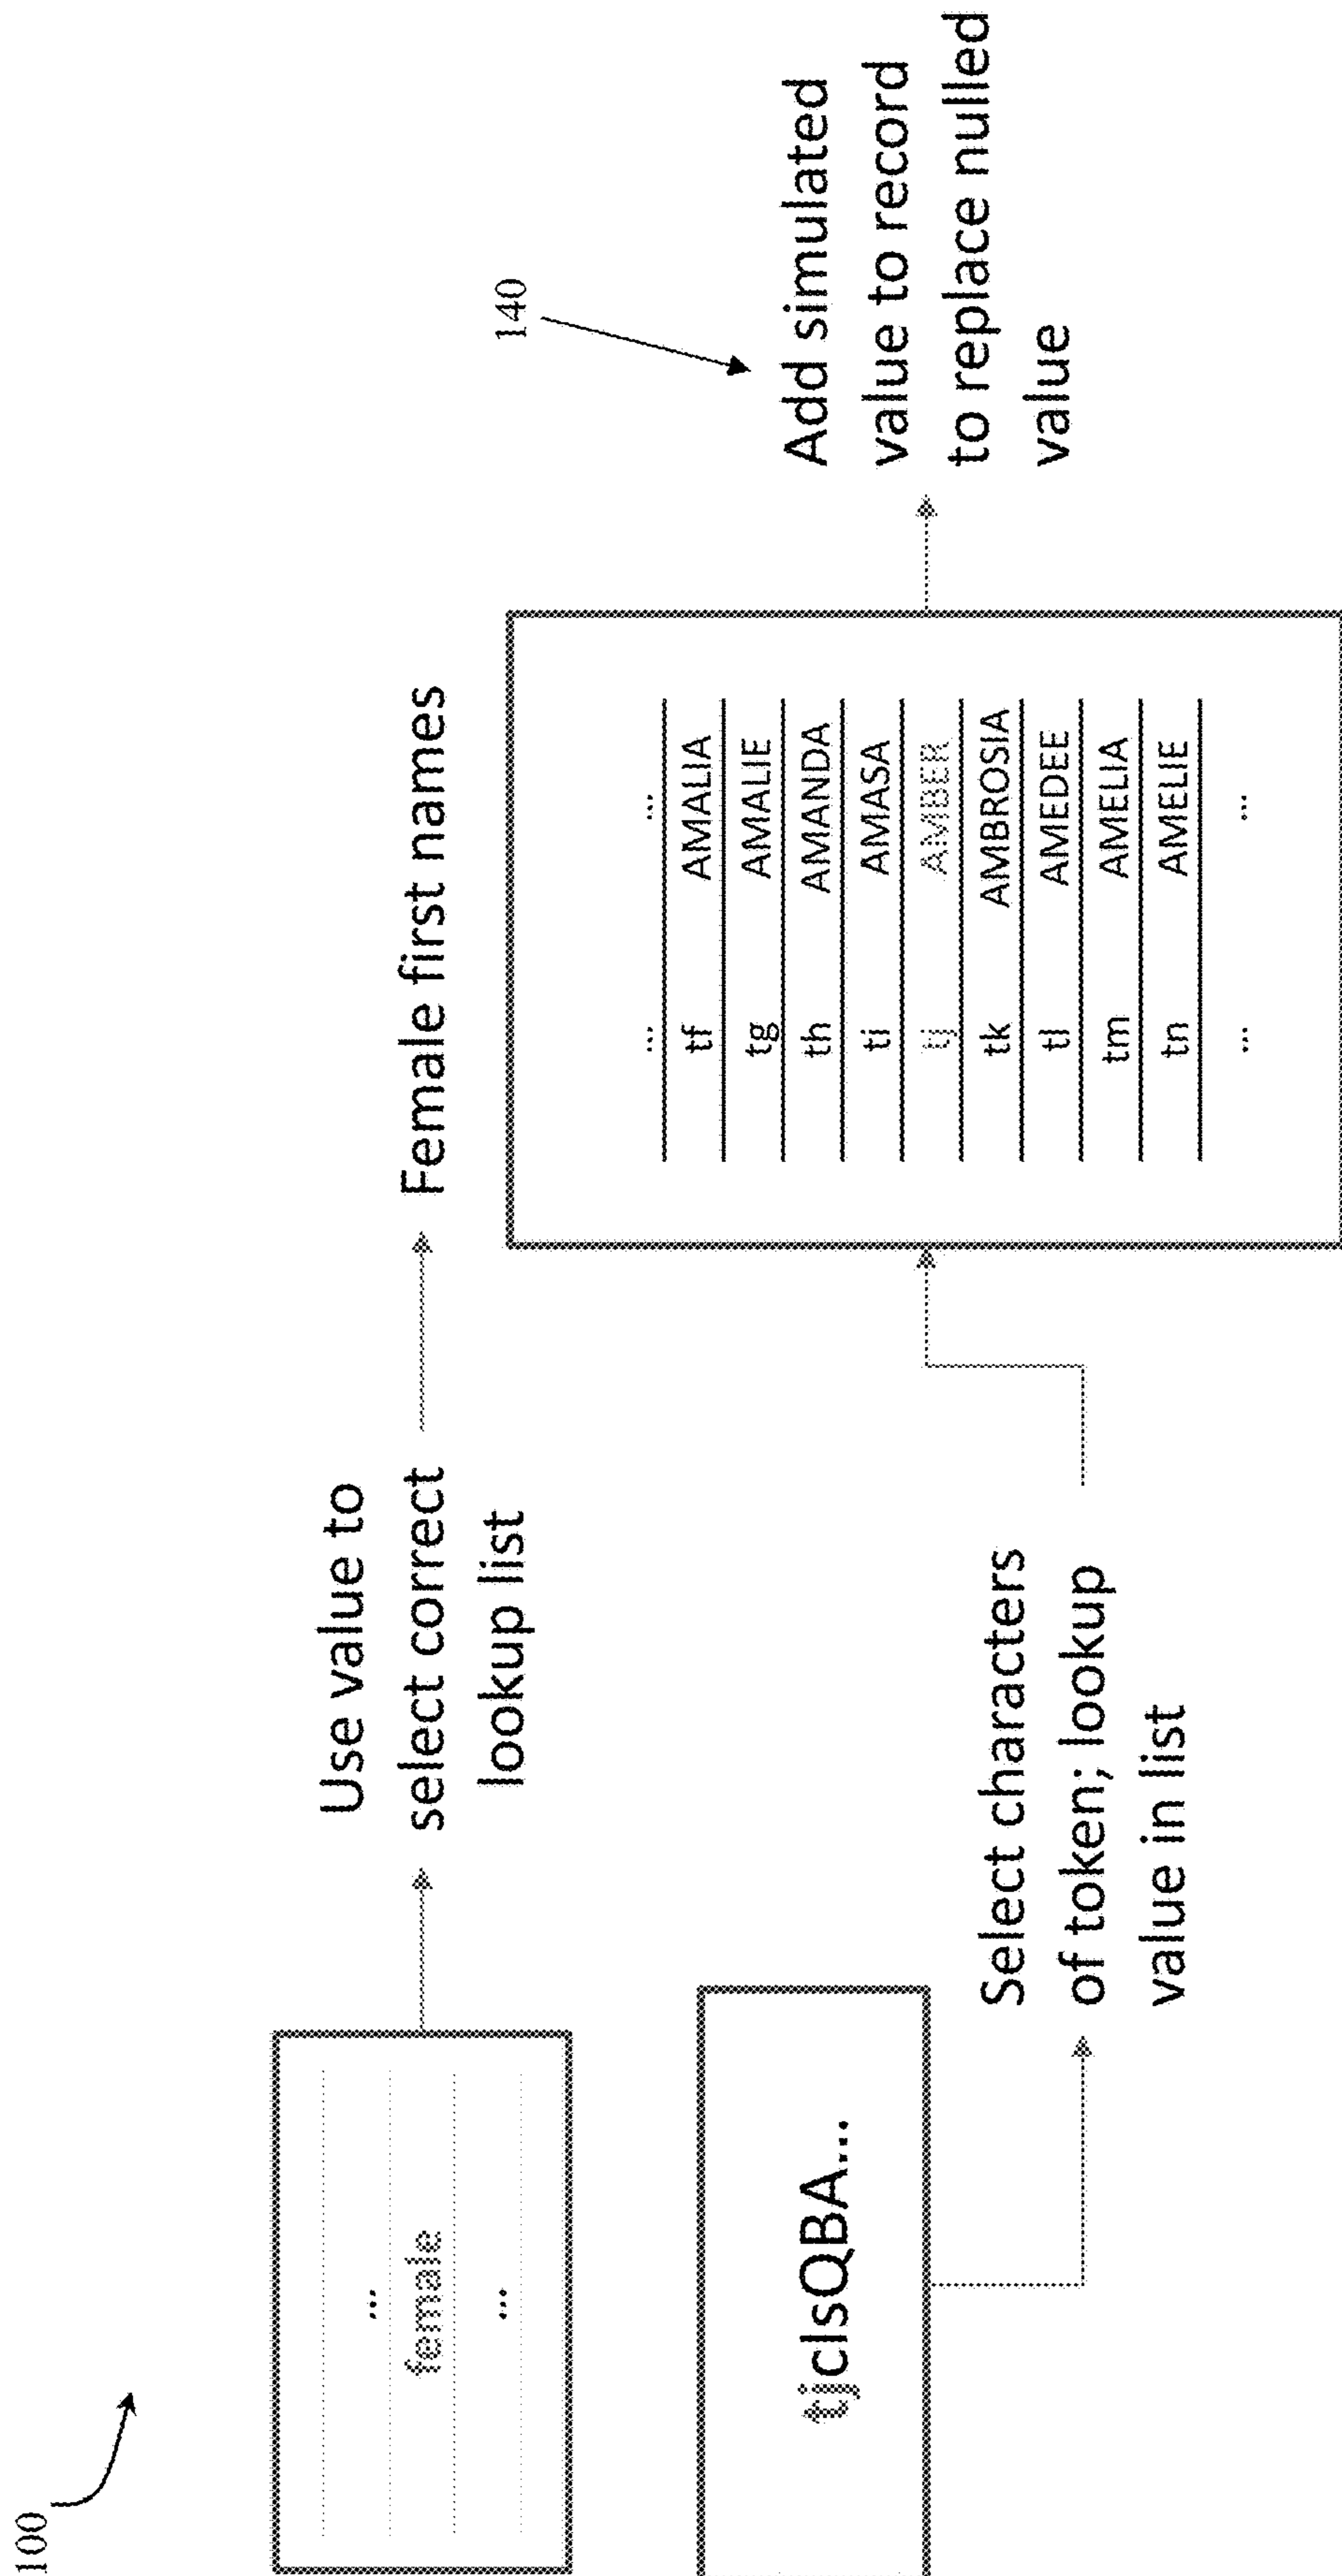 100
female
...
...
Use value to
select correct
lookup list
Female first names
tjclsQBA...
Select characters
of token; lookup
value in list
... ...
tf AMALIA
tg AMALIE
th AMANDA
ti AMASA
tj AMBER
tk AMBROSIA
tl AMEDEE
tm AMELIA
tn AMELIE
... ...
140
Add simulated
value to record
to replace nulled
value